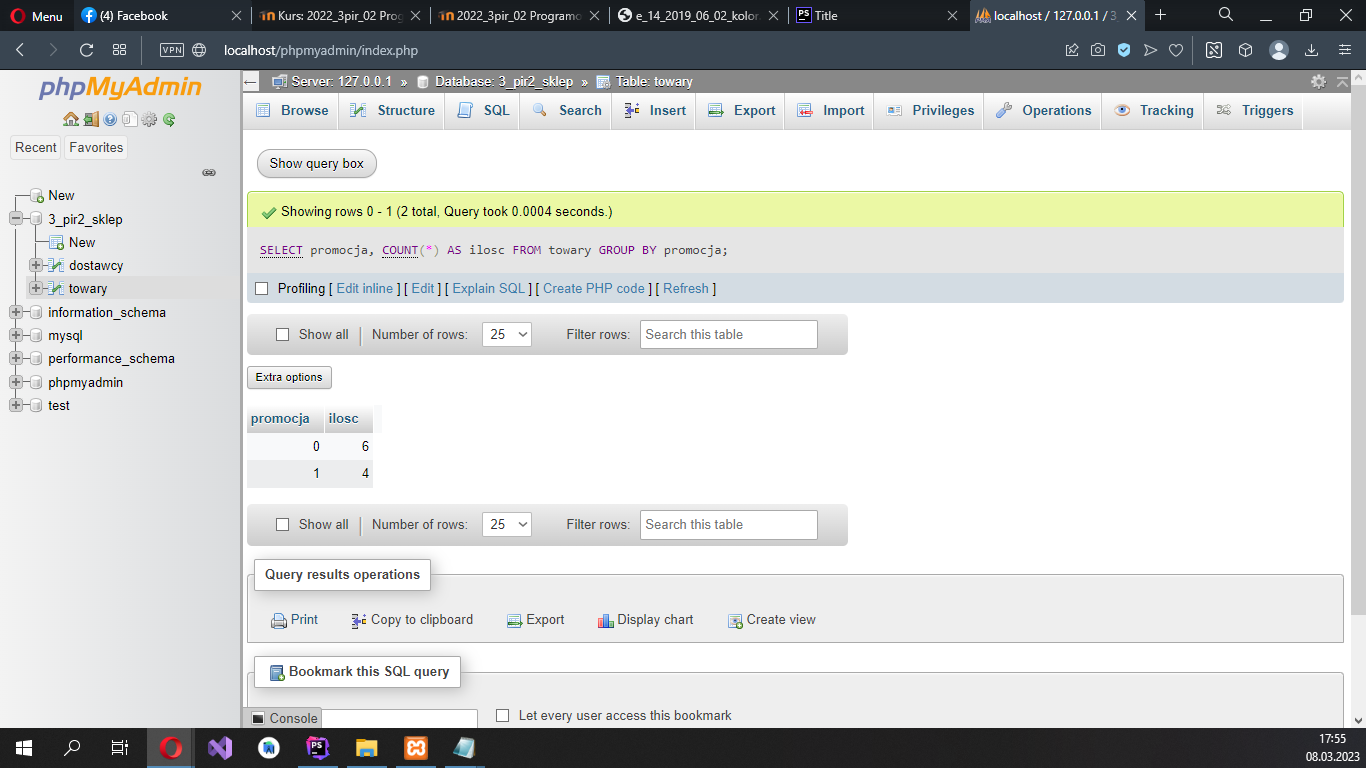 Menu (4) Facebook Kurs: 2022_3pir_02 Prog 2022_3pir_02 Programo e_14_2019_06_02_kolor. Title localhost / 127.0.0.1 / 3_
VPN localhost/phpmyadmin/index.php
phpMyAdmin
Recent Favorites
New
3_pir2_sklep
New
dostawcy
towary
information_schema
mysql
performance_schema
phpmyadmin
test
Server: 127.0.0.1 » Database: 3_pir2_sklep » Table: towary
Browse Structure SQL Search Insert Export Import Privileges Operations Tracking Triggers
Show query box
Showing rows 0 - 1 (2 total, Query took 0.0004 seconds.)
SELECT promocja, COUNT(*) AS ilosc FROM towary GROUP BY promocja;
Profiling [ Edit inline ] [ Edit ] [ Explain SQL ] [ Create PHP code ] [ Refresh ]
Show all Number of rows: 25 Filter rows: Search this table
Extra options
promocja ilosc
0 6
1 4
Show all Number of rows: 25 Filter rows: Search this table
Query results operations
Print Copy to clipboard Export Display chart Create view
Bookmark this SQL query
Console Let every user access this bookmark
17:55
08.03.2023